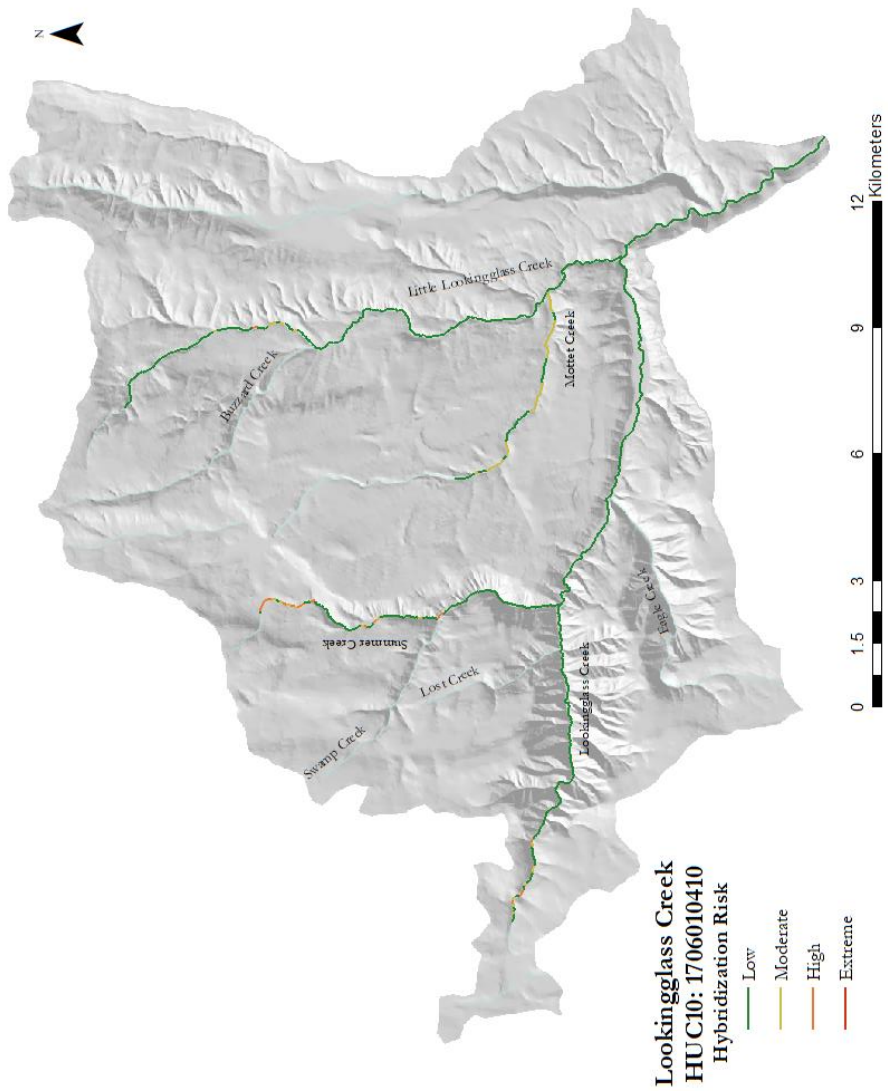 N
Buzzard Creek
Little Lookingglass Creek
Mottet Creek
Summer Creek
Lost Creek
Swamp Creek
Eagle Creek
Lookingglass Creek
Lookingglass Creek
HUC10: 1706010410
Hybridization Risk
Low
Moderate
High
Extreme
0 1.5 3 6 9 12
Kilometers